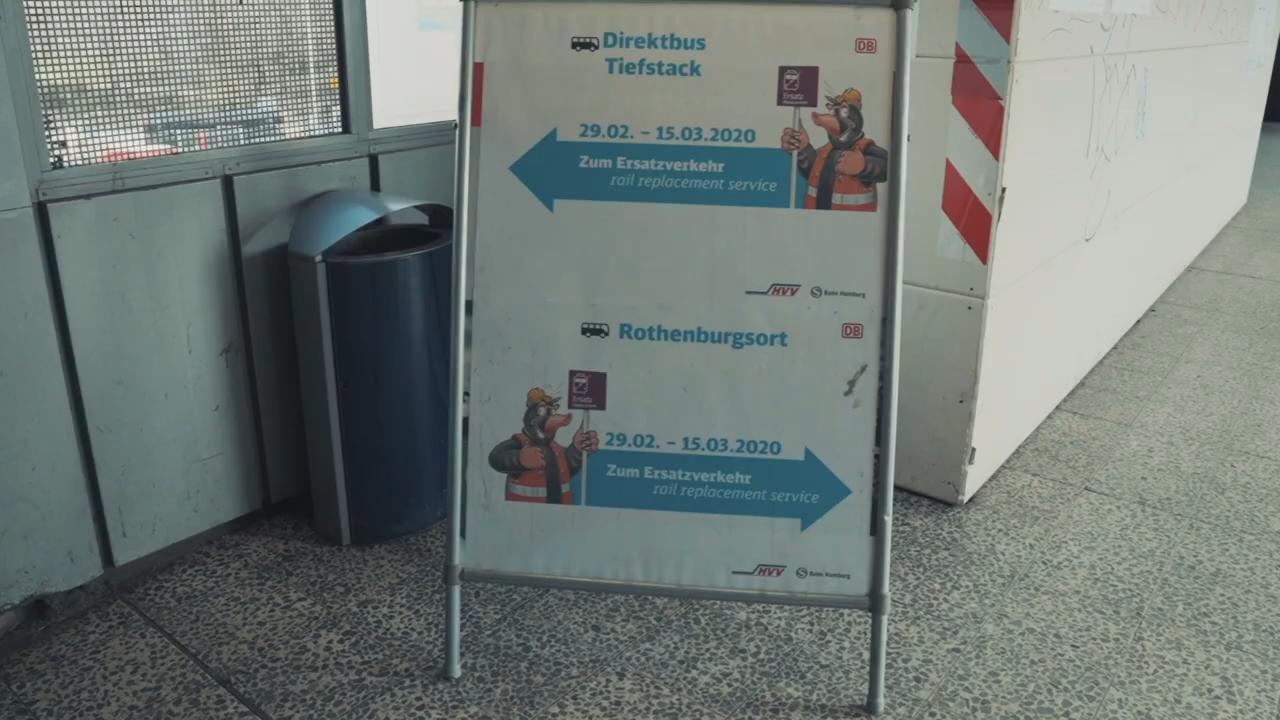 Direktbus
Tiefstack
DB
Ersatz
29.02. – 15.03.2020
Zum Ersatzverkehr
rail replacement service
HVV
S-Bahn Hamburg
Rothenburgsort
DB
Ersatz
29.02. – 15.03.2020
Zum Ersatzverkehr
rail replacement service
HVV
S-Bahn Hamburg